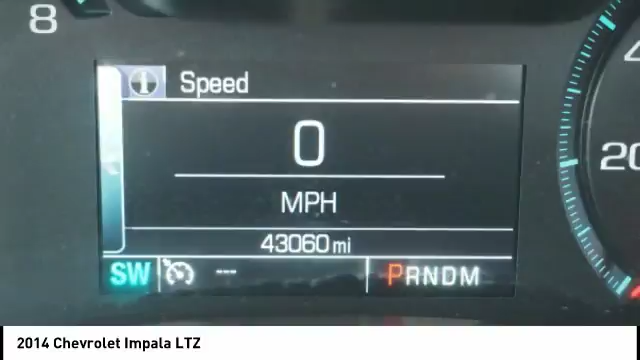 8
Speed
0
MPH
43060 mi
SW --- PRNDM
20
2014 Chevrolet Impala LTZ